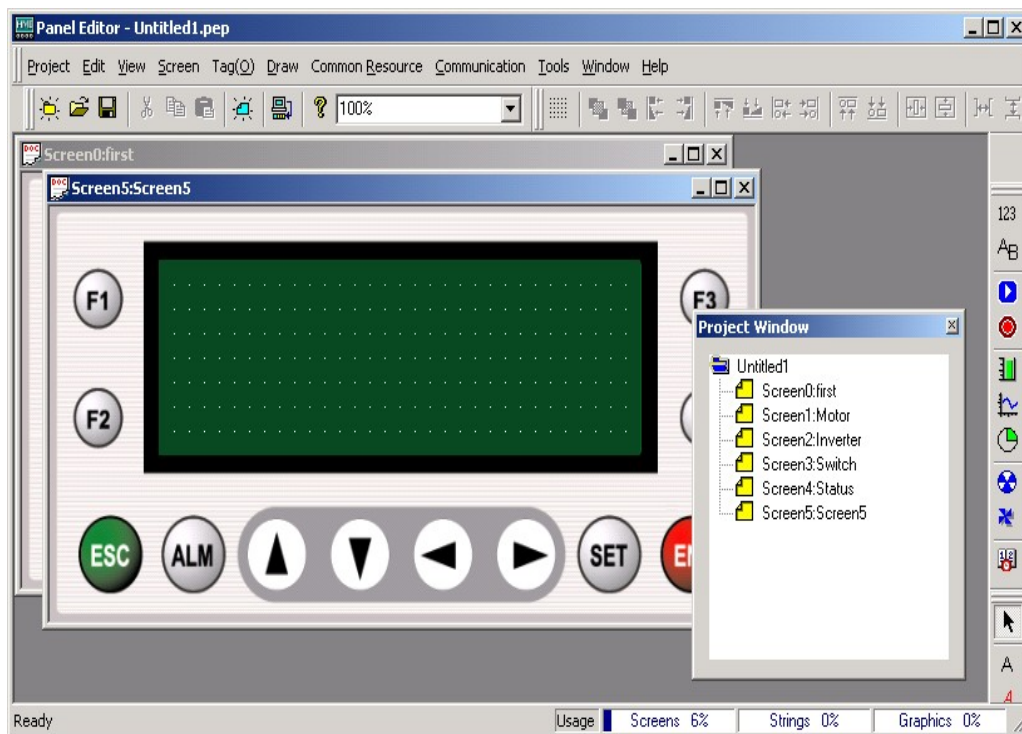 Panel Editor - Untitled1.pep
Project Edit View Screen Tag(O) Draw Common Resource Communication Tools Window Help
100%
Screen0:first
Screen5:Screen5
123
AB
F1
F3
Project Window
Untitled1
Screen0:first
Screen1:Motor
F2
Screen2:Inverter
Screen3:Switch
Screen4:Status
Screen5:Screen5
ESC
ALM
SET
A
A
Ready
Usage
Screens 6%
Strings 0%
Graphics 0%